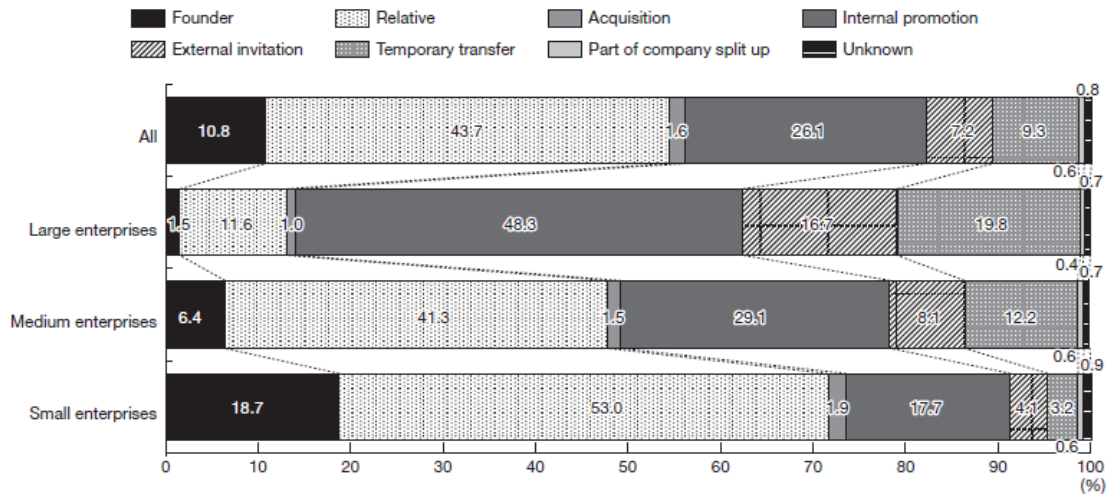 Founder Relative Acquisition Internal promotion
External invitation Temporary transfer Part of company split up Unknown
0.8
All 10.8 43.7 1.6 26.1 7.2 9.3
0.6 0.7
Large enterprises 1.5 11.6 1.0 48.3 16.7 19.8
0.4 0.7
Medium enterprises 6.4 41.3 1.5 29.1 8.1 12.2
0.6 0.9
Small enterprises 18.7 53.0 1.9 17.7 4.1 3.2
0.6
0 10 20 30 40 50 60 70 80 90 100
(%)